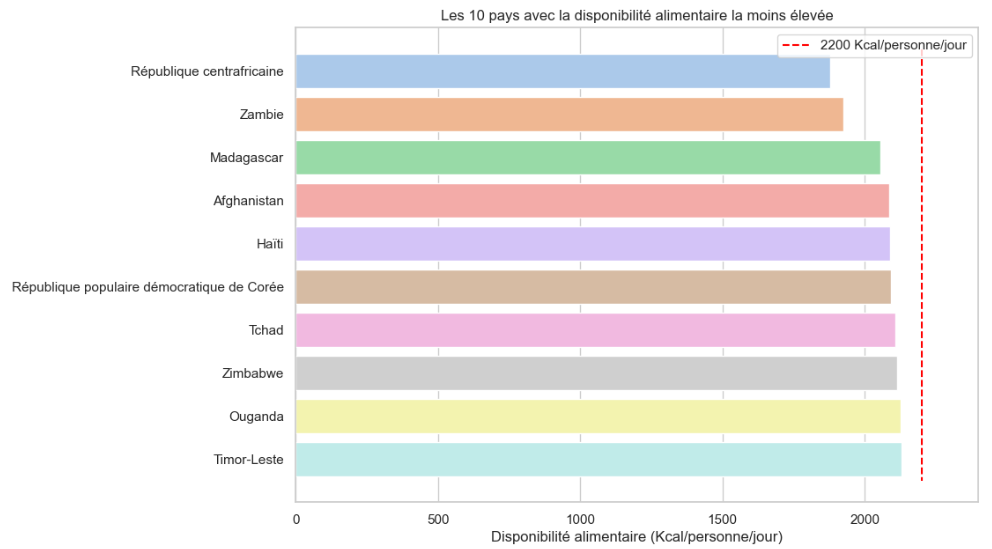 Les 10 pays avec la disponibilité alimentaire la moins élevée
2200 Kcal/personne/jour
République centrafricaine
Zambie
Madagascar
Afghanistan
Haïti
République populaire démocratique de Corée
Tchad
Zimbabwe
Ouganda
Timor-Leste
0 500 1000 1500 2000
Disponibilité alimentaire (Kcal/personne/jour)